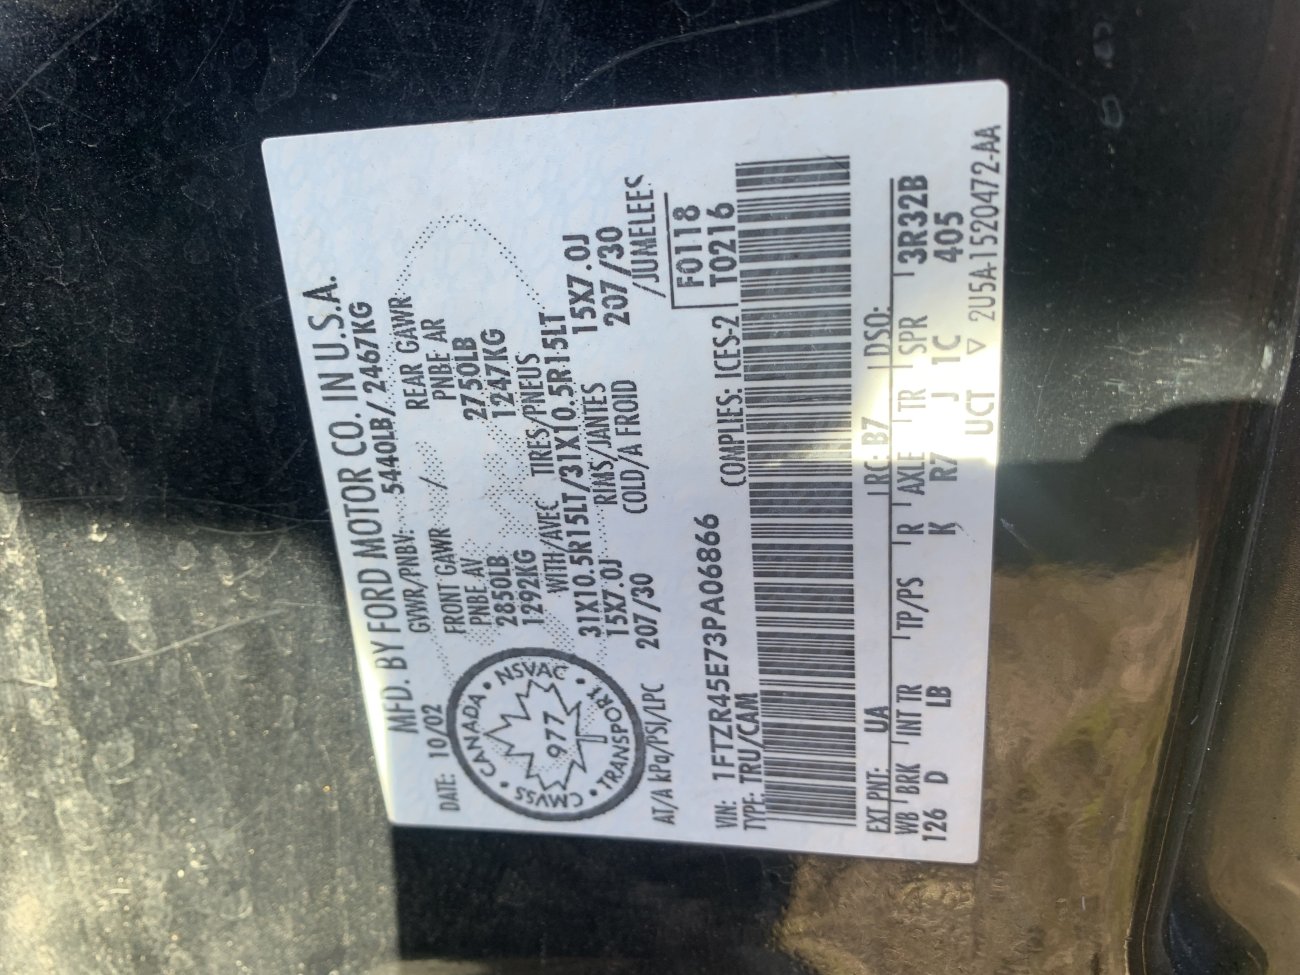 MFD. BY FORD MOTOR CO. IN U.S.A.
DATE: 10/02 GVWR/PNBV: 5440LB/2467KG
FRONT GAWR REAR GAWR:
PNBE AV PNBE AR
2850LB 2750LB
1292KG 1247KG
WITH/AVEC TIRES/PNEUS
31X10.5R15LT/31X10.5R15LT
RIMS/JANTES
15X7.0J 15X7.0J
COLD/A FROID
AT/A kPa/PSI/LPC 207/30 207/30
/JUMELEES
CANADA • NSVAC • TRANSPORT • CMVSS •
977
F0118
T0216
VIN: 1FTZR45E73PA06866 COMPLIES: ICES-2
TYPE: TRU/CAM
EXT PNT: UA RC: B7 DSO:
WB BRK INT TR TP/PS R AXLE TR SPR 3R32B
126 D LB K R7 J 1C 405
UCT ▽ 2U5A-1520472-AA